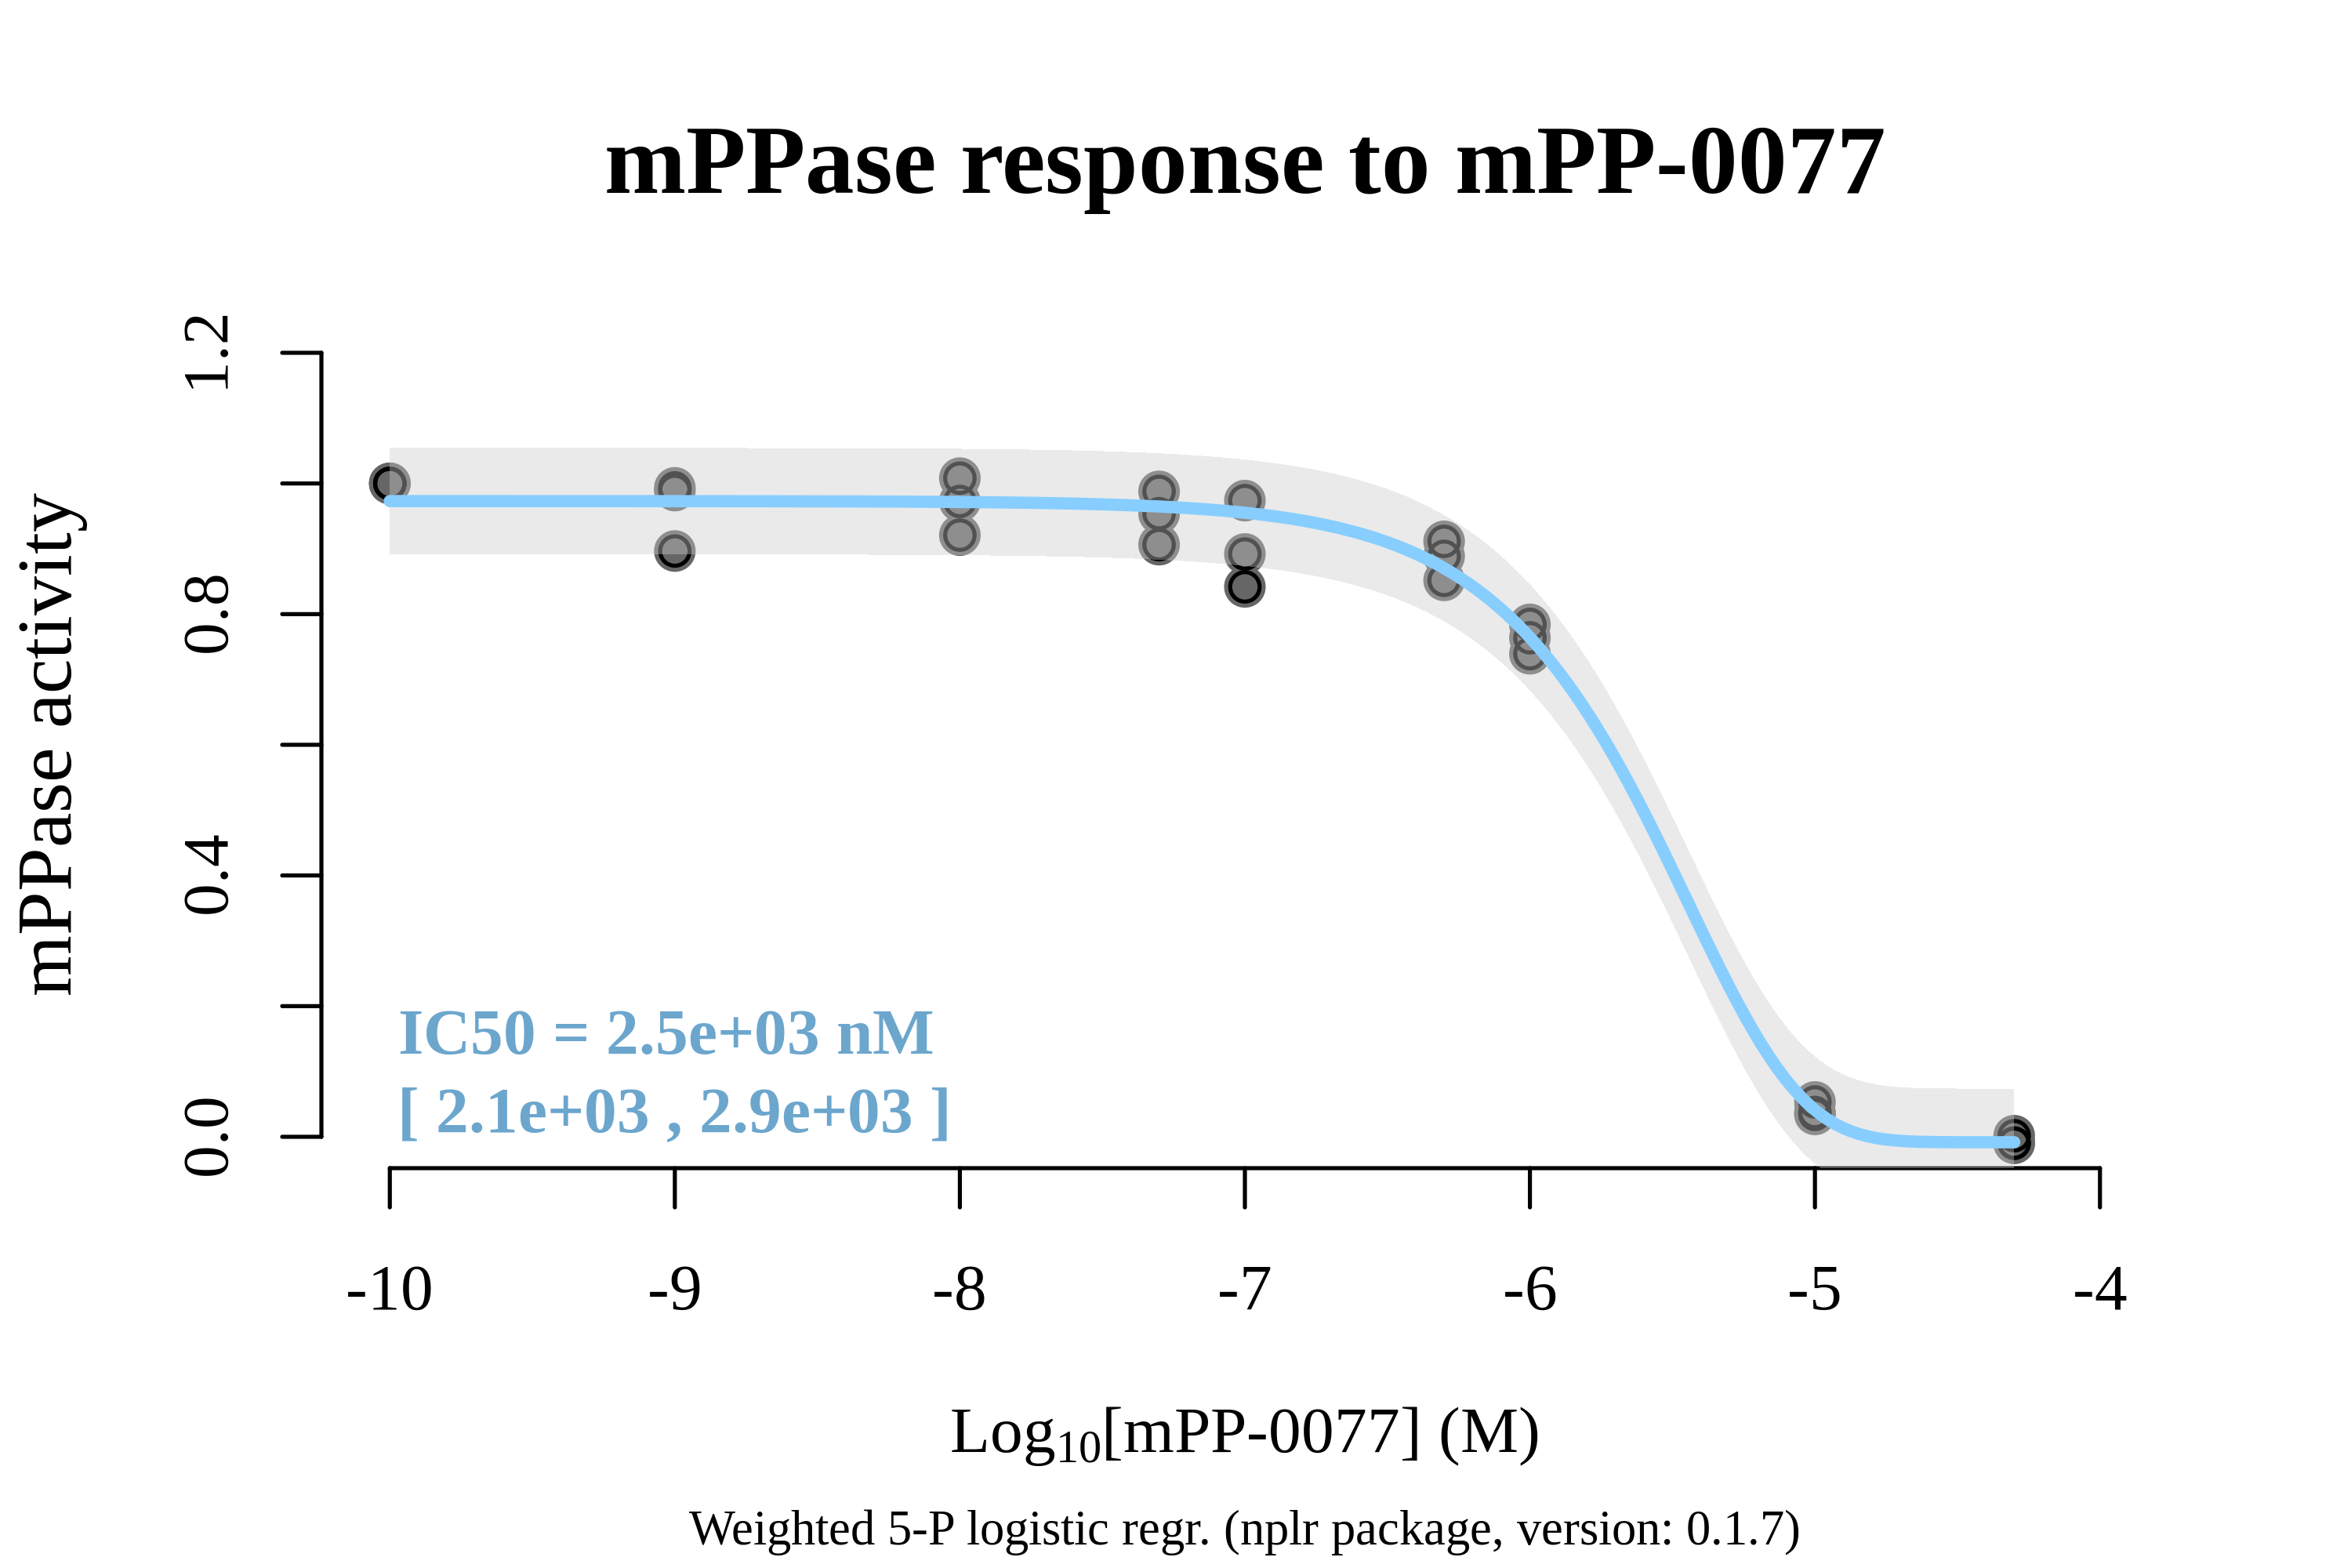 mPPase response to mPP-0077
mPPase activity
1.2
0.8
0.4
0.0
IC50 = 2.5e+03 nM
[ 2.1e+03 , 2.9e+03 ]
-10 -9 -8 -7 -6 -5 -4
Log10[mPP-0077] (M)
Weighted 5-P logistic regr. (nplr package, version: 0.1.7)